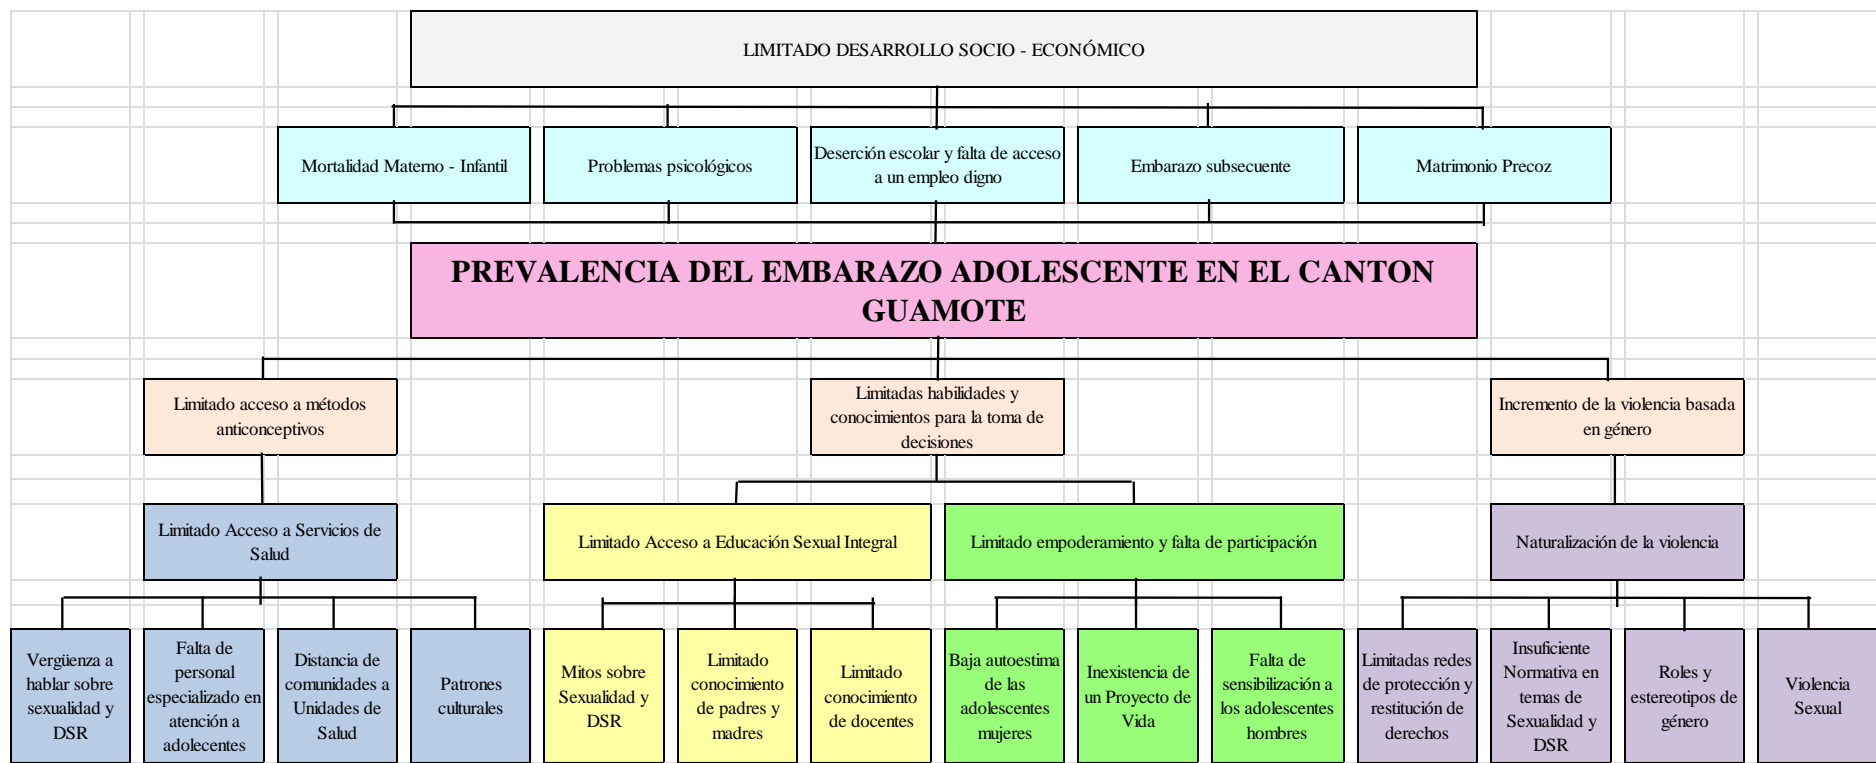 LIMITADO DESARROLLO SOCIO - ECONÓMICO
Mortalidad Materno - Infantil
Problemas psicológicos
Deserción escolar y falta de acceso
a un empleo digno
Embarazo subsecuente
Matrimonio Precoz
PREVALENCIA DEL EMBARAZO ADOLESCENTE EN EL CANTON
GUAMOTE
Limitado acceso a métodos
anticonceptivos
Limitadas habilidades y
conocimientos para la toma de
decisiones
Incremento de la violencia basada
en género
Limitado Acceso a Servicios de
Salud
Limitado Acceso a Educación Sexual Integral
Limitado empoderamiento y falta de participación
Naturalización de la violencia
Vergüenza a
hablar sobre
sexualidad y
DSR
Falta de
personal
especializado en
atención a
adolecentes
Distancia de
comunidades a
Unidades de
Salud
Patrones
culturales
Mitos sobre
Sexualidad y
DSR
Limitado
conocimiento
de padres y
madres
Limitado
conocimiento
de docentes
Baja autoestima
de las
adolescentes
mujeres
Inexistencia de
un Proyecto de
Vida
Falta de
sensibilización a
los adolescentes
hombres
Limitadas redes
de protección y
restitución de
derechos
Insuficiente
Normativa en
temas de
Sexualidad y
DSR
Roles y
estereotipos de
género
Violencia
Sexual